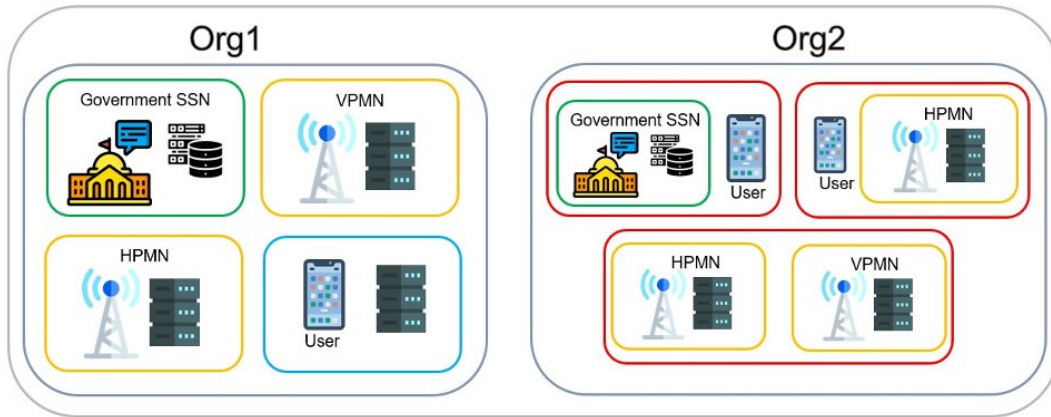 Org1
Government SSN
VPMN
HPMN
User
Org2
Government SSN
User
User
HPMN
HPMN
VPMN